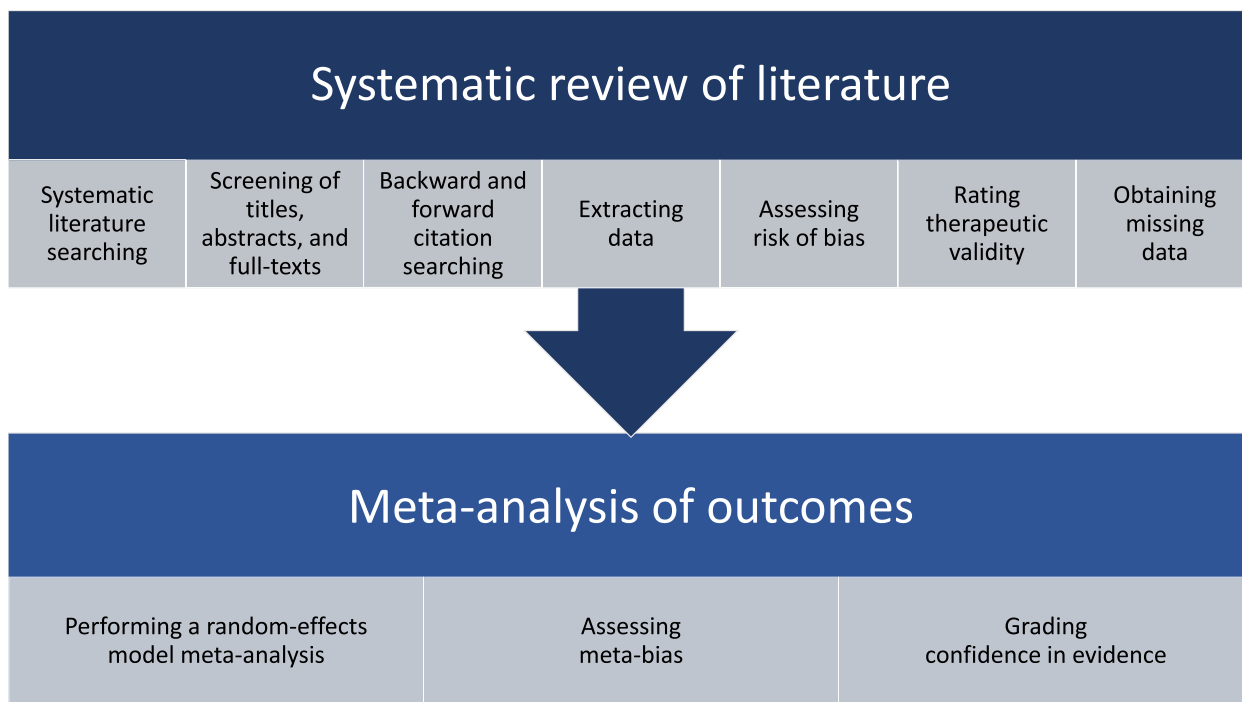 Systematic review of literature
Systematic
literature
searching
Screening of
titles,
abstracts, and
full-texts
Backward and
forward
citation
searching
Extracting
data
Assessing
risk of bias
Rating
therapeutic
validity
Obtaining
missing
data
Meta-analysis of outcomes
Performing a random-effects
model meta-analysis
Assessing
meta-bias
Grading
confidence in evidence